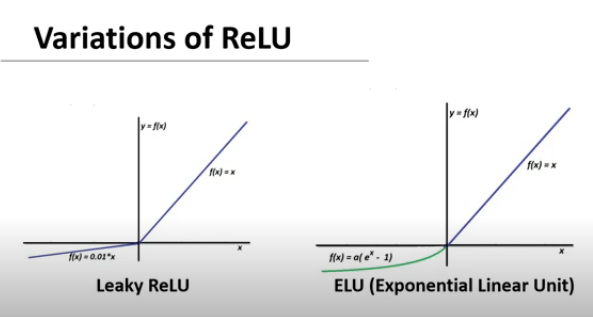 Variations of ReLU
y = f(x)
f(x) = x
f(x) = 0.01*x
x
Leaky ReLU
y = f(x)
f(x) = x
f(x) = a( eˣ - 1)
x
ELU (Exponential Linear Unit)